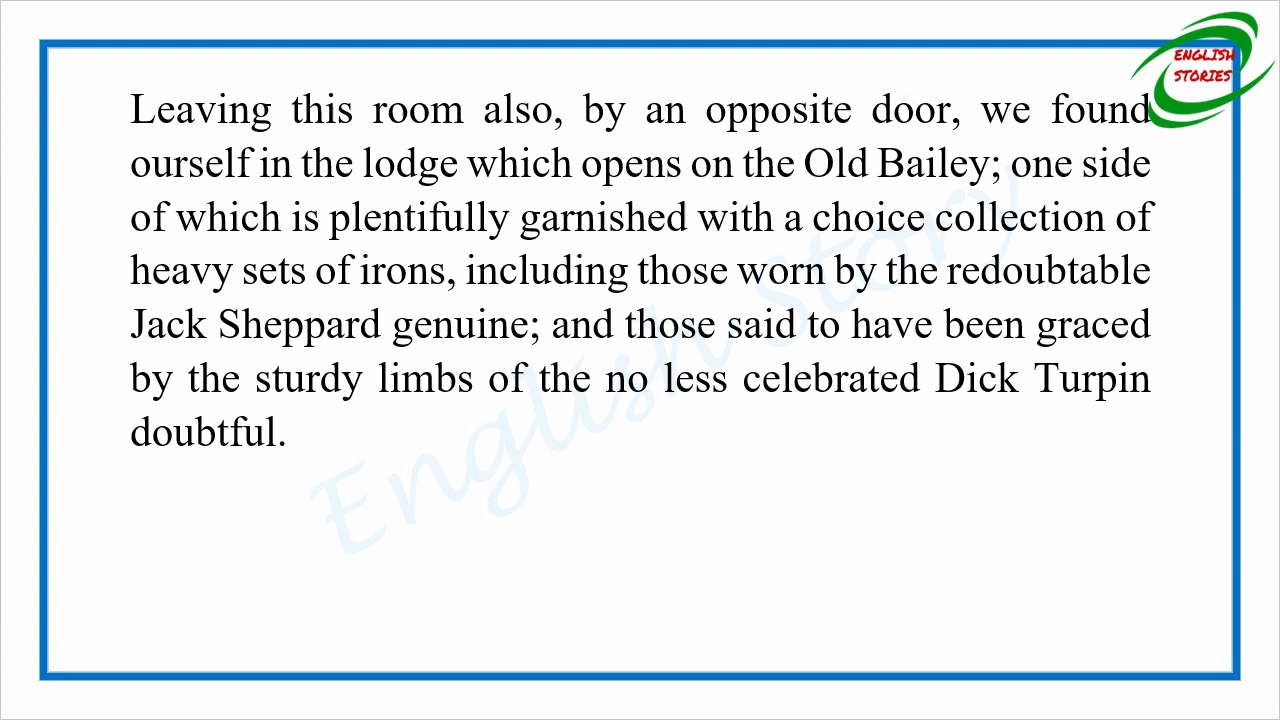 ENGLISH
STORIES
Leaving this room also, by an opposite door, we found
ourself in the lodge which opens on the Old Bailey; one side
of which is plentifully garnished with a choice collection of
heavy sets of irons, including those worn by the redoubtable
Jack Sheppard genuine; and those said to have been graced
by the sturdy limbs of the no less celebrated Dick Turpin
doubtful.
English Story